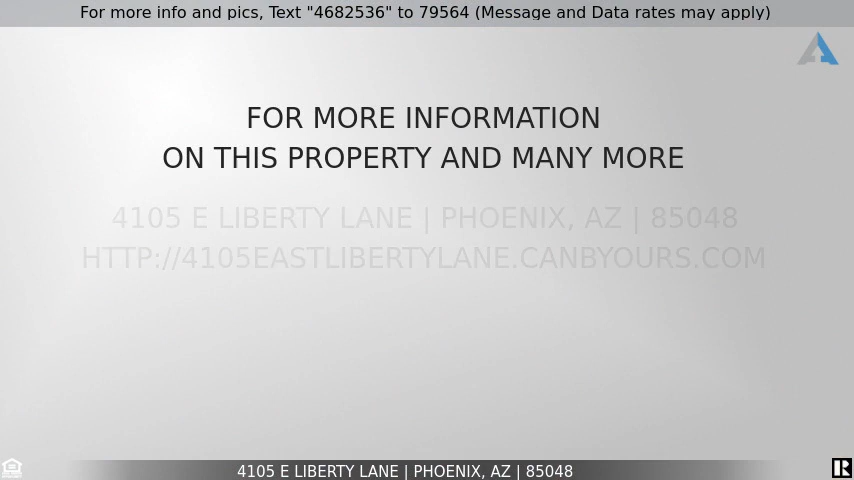 For more info and pics, Text "4682536" to 79564 (Message and Data rates may apply)
FOR MORE INFORMATION
ON THIS PROPERTY AND MANY MORE
4105 E LIBERTY LANE | PHOENIX, AZ | 85048
HTTP://4105EASTLIBERTYLANE.CANBYOURS.COM
4105 E LIBERTY LANE | PHOENIX, AZ | 85048